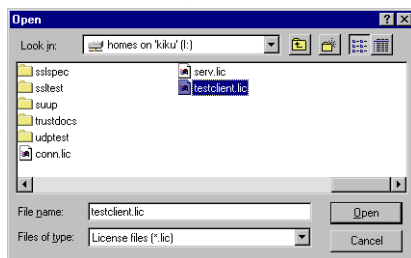 Open
Look in: homes on 'kiku' (I:)
sslspec
ssltest
suup
trustdocs
udptest
conn.lic
serv.lic
testclient.lic
File name: testclient.lic Open
Files of type: License files (*.lic) Cancel